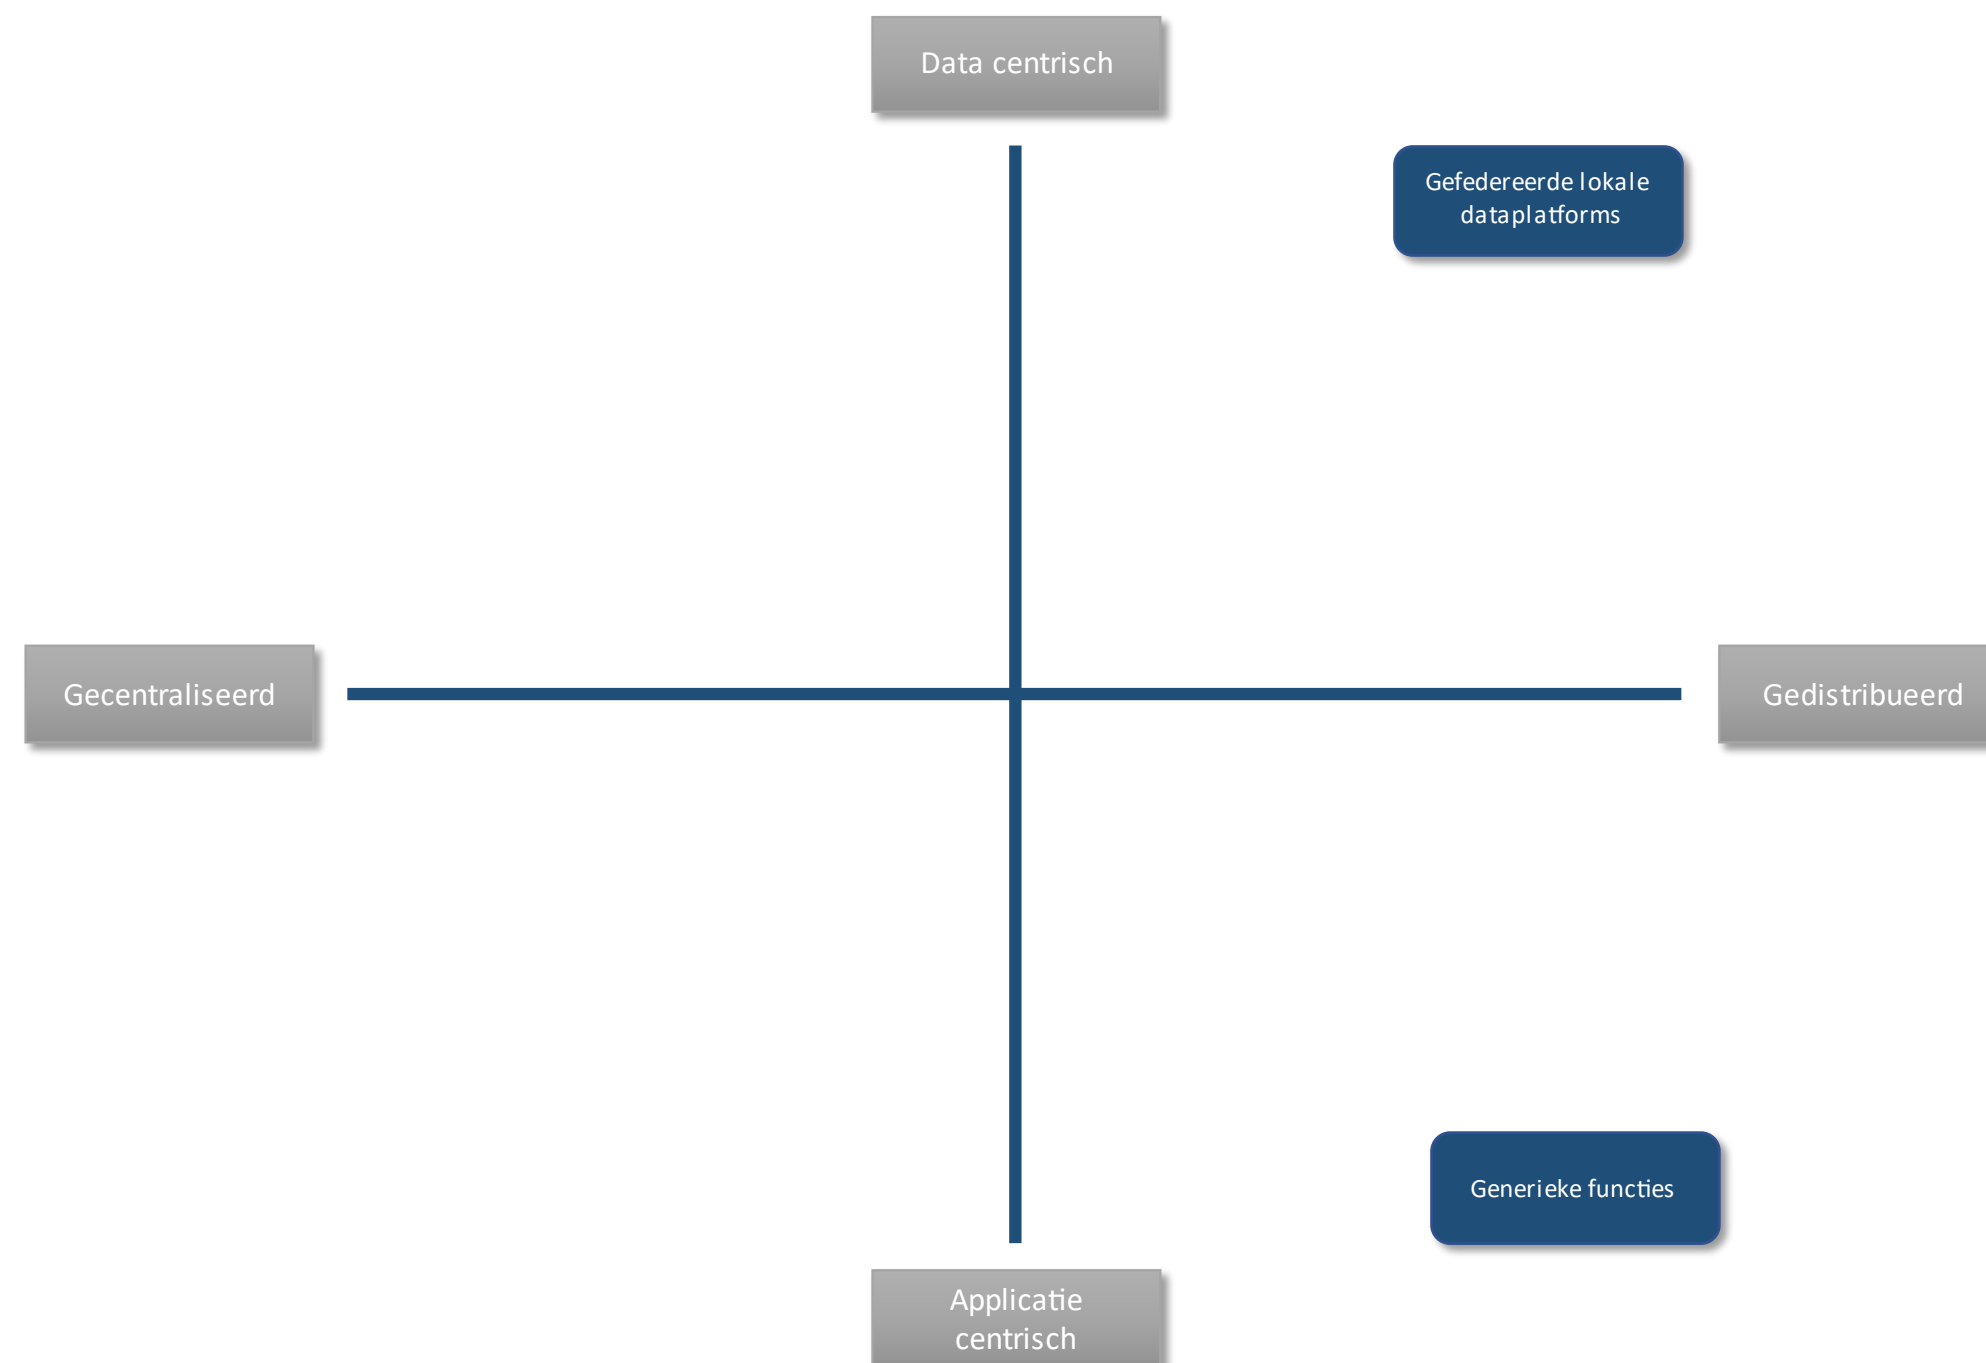 Data centrisch
Gefedereerde lokale
dataplatforms
Gecentraliseerd
Gedistribueerd
Generieke functies
Applicatie
centrisch